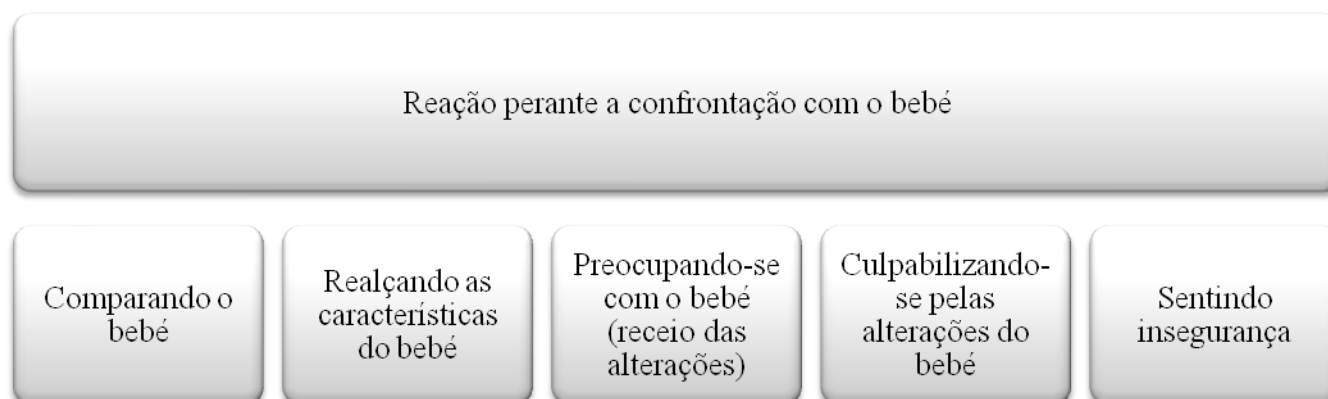 Reação perante a confrontação com o bebé
Comparando o
bebé
Realçando as
características
do bebé
Preocupando-se
com o bebé
(receio das
alterações)
Culpabilizando-
se pelas
alterações do
bebé
Sentindo
insegurança